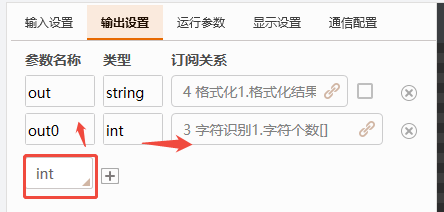 输入设置 输出设置 运行参数 显示设置 通信配置
参数名称 类型 订阅关系
out string 4 格式化1.格式化结果
out0 int 3 字符识别1.字符个数[]
int